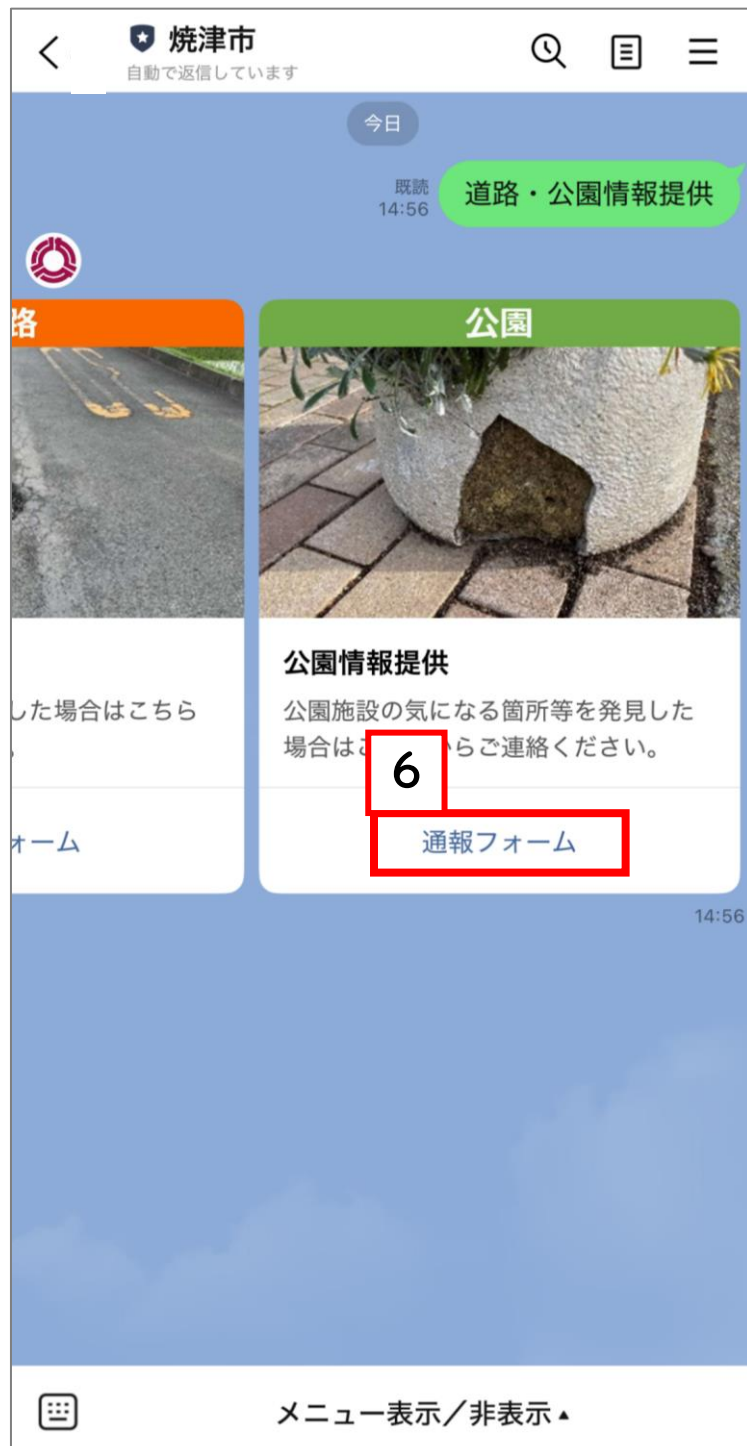 焼津市
自動で返信しています
今日
既読
14:56
道路・公園情報提供
路
公園
公園情報提供
した場合はこちら
公園施設の気になる箇所等を発見した
場合はこ
らご連絡ください。
6
ォーム
通報フォーム
14:56
メニュー表示/非表示▲